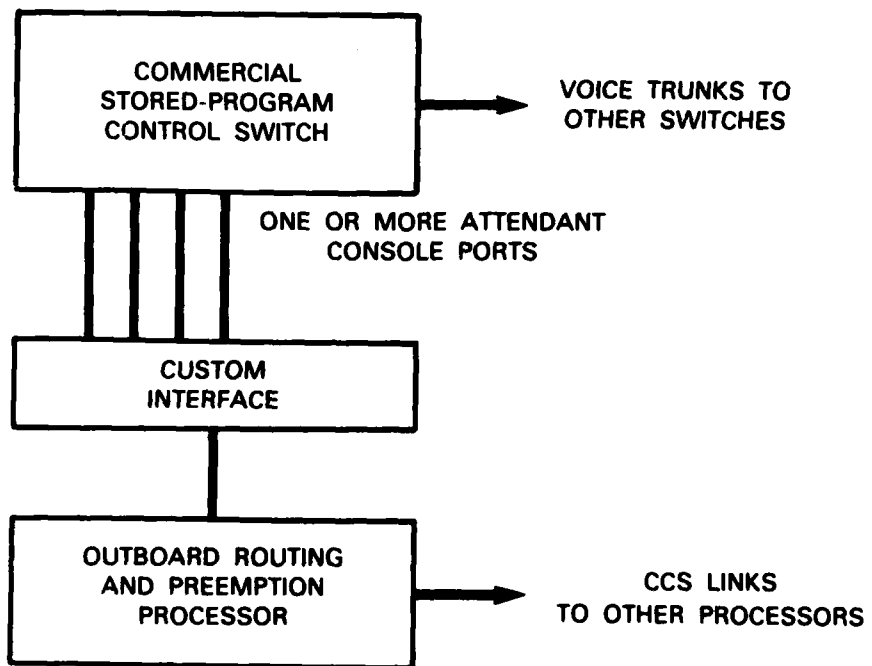 COMMERCIAL
STORED-PROGRAM
CONTROL SWITCH
VOICE TRUNKS TO
OTHER SWITCHES
ONE OR MORE ATTENDANT
CONSOLE PORTS
CUSTOM
INTERFACE
OUTBOARD ROUTING
AND PREEMPTION
PROCESSOR
CCS LINKS
TO OTHER PROCESSORS